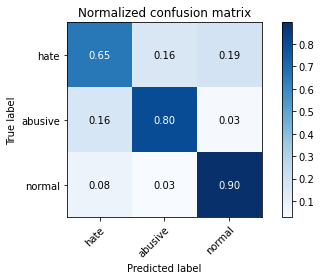 Normalized confusion matrix
True label
hate
0.65 0.16 0.19
abusive
0.16 0.80 0.03
normal
0.08 0.03 0.90
hate abusive normal
Predicted label
0.8
0.7
0.6
0.5
0.4
0.3
0.2
0.1